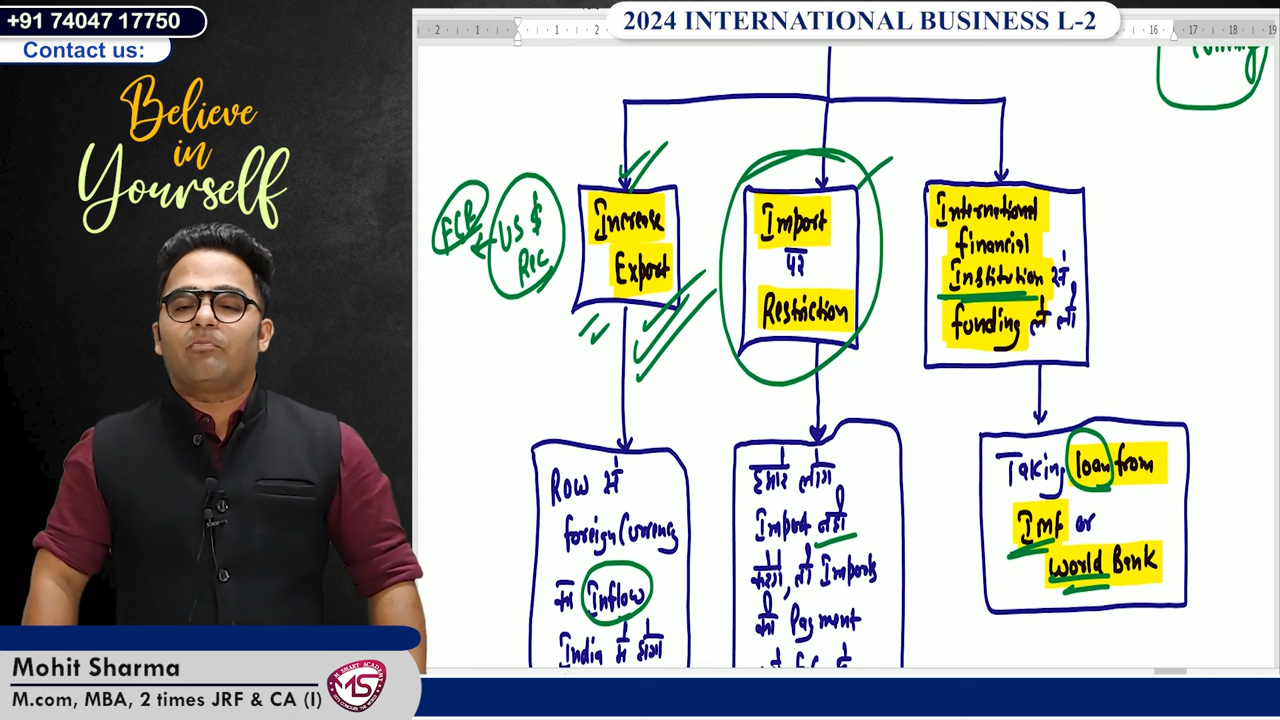 +91 74047 17750
Contact us:
Believe
in
Yourself
2024 INTERNATIONAL BUSINESS L-2
FCR
US $
Rec
Increase
Export
Import
पर
Restriction
International
financial
Institution से
funding ले लो
Row से
foreign Currency
का Inflow
India में होगा
हमारे लोग
Import नहीं
करेंगे, तो Imports
की Payment
Taking loan from
Imf or
World Bank
Mohit Sharma
M.com, MBA, 2 times JRF & CA (I)
MS